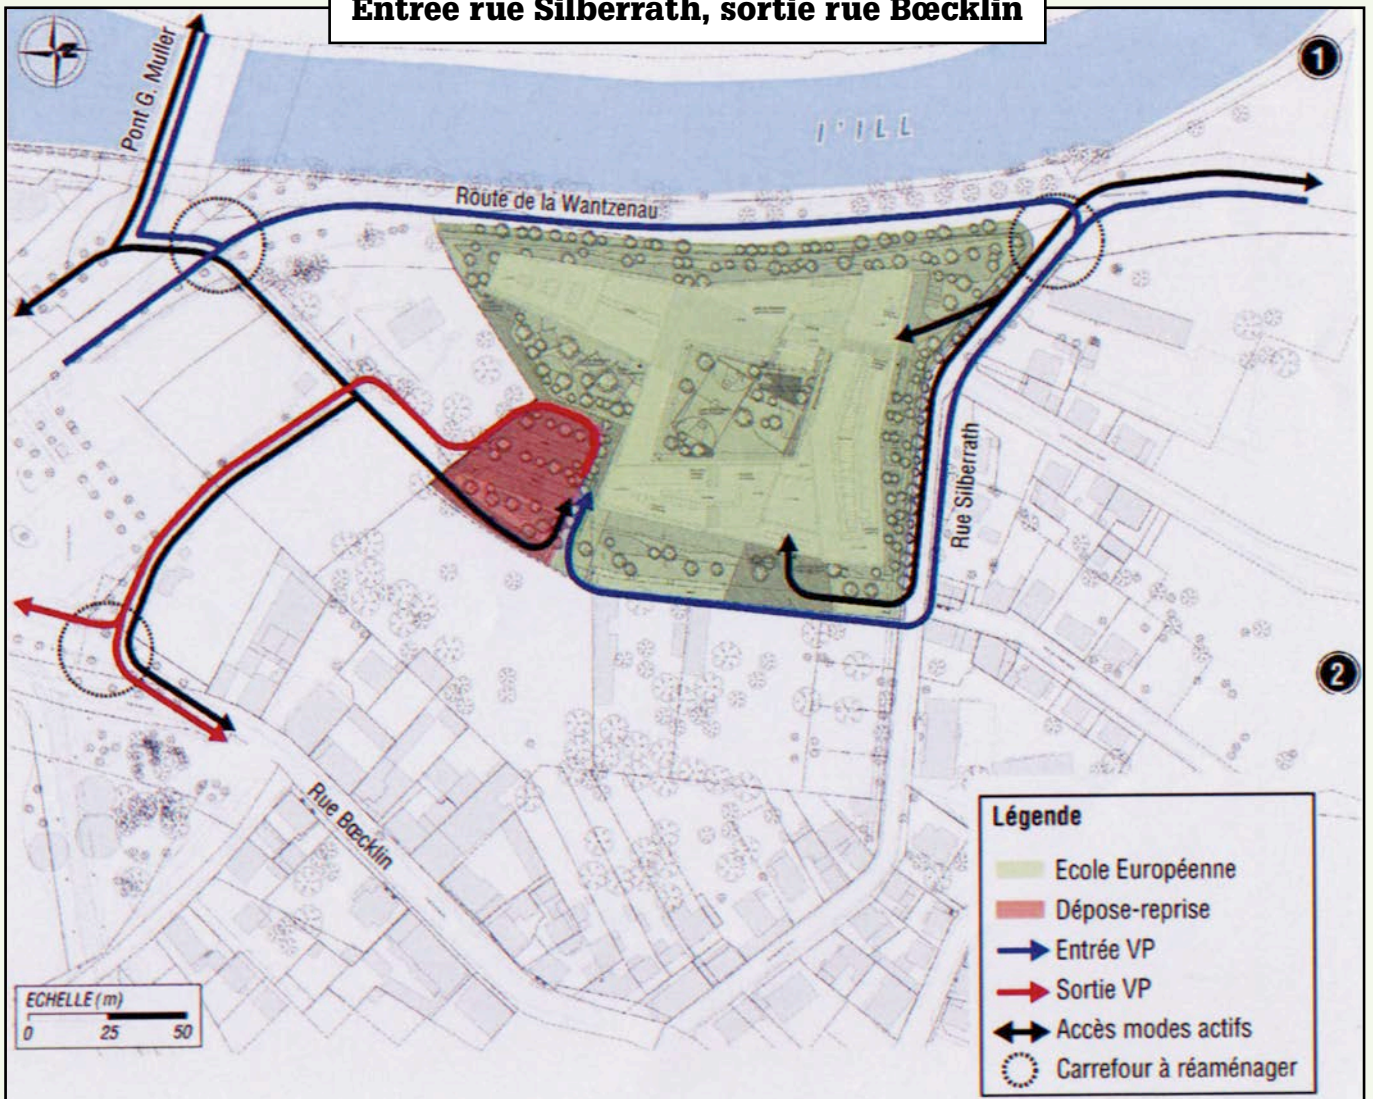 Entrée rue Silberrath, sortie rue Bœcklin
N
1
Pont G. Muller
l'ILL
Route de la Wantzenau
Rue Silberrath
2
Rue Bœcklin
Légende
Ecole Européenne
Dépose-reprise
Entrée VP
Sortie VP
Accès modes actifs
Carrefour à réaménager
ECHELLE (m)
0 25 50